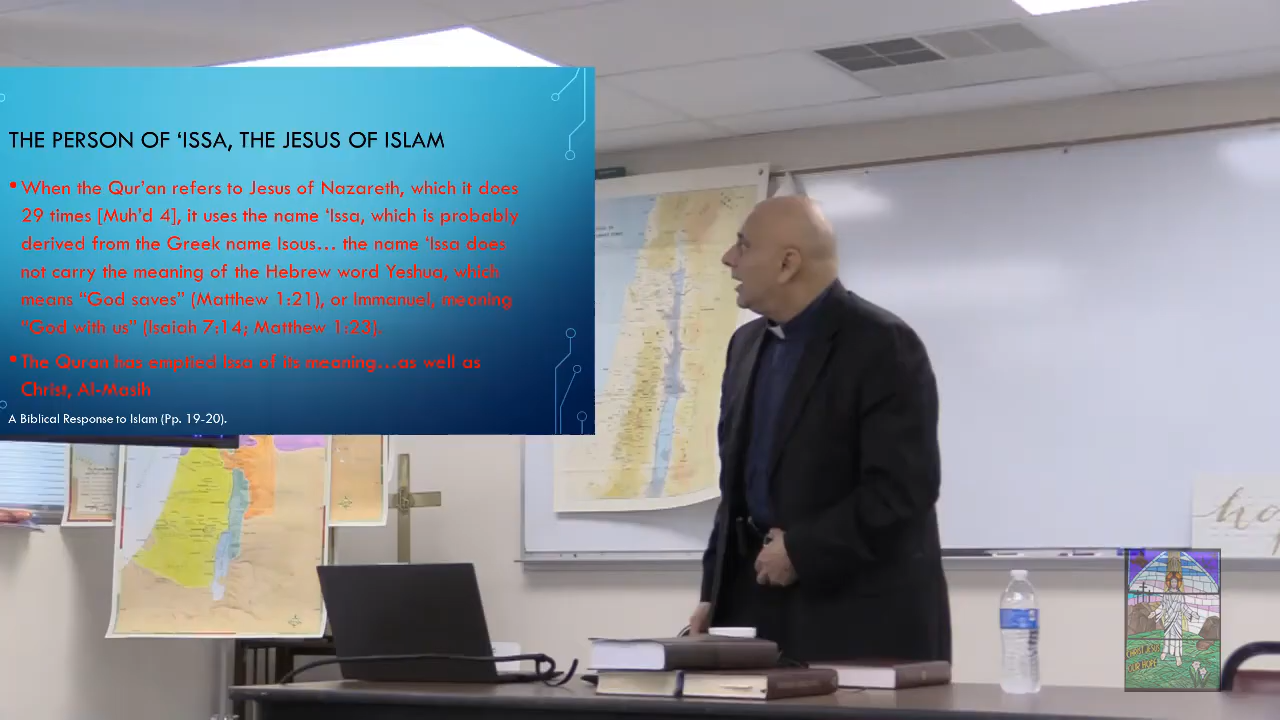 THE PERSON OF ‘ISSA, THE JESUS OF ISLAM
• When the Qur’an refers to Jesus of Nazareth, which it does
29 times [Muh’d 4], it uses the name ‘Issa, which is probably
derived from the Greek name Isous… the name ‘Issa does
not carry the meaning of the Hebrew word Yeshua, which
means “God saves” (Matthew 1:21), or Immanuel, meaning
“God with us” (Isaiah 7:14; Matthew 1:23).
• The Quran has emptied Issa of its meaning…as well as
Christ, Al-Masih
A Biblical Response to Islam (Pp. 19-20).
CHRIST JESUS
OUR HOPE